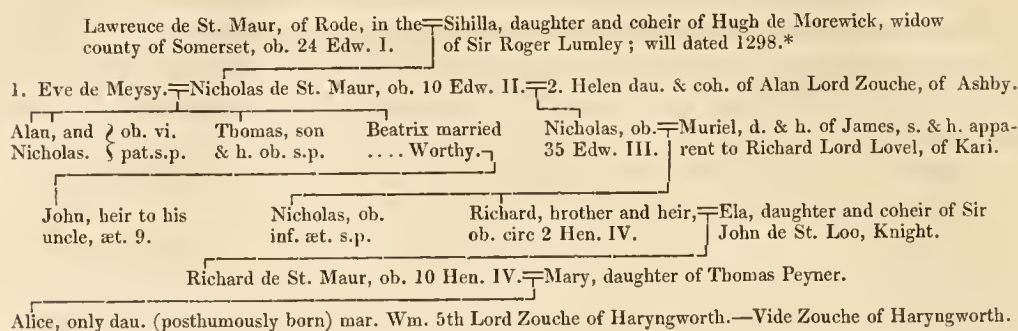 Lawrence de St. Maur, of Rode, in the county of Somerset, ob. 24 Edw. I.
Sihilla, daughter and coheir of Hugh de Morewick, widow of Sir Roger Lumley; will dated 1298.*
1. Eve de Meysy. Nicholas de St. Maur, ob. 10 Edw. II. 2. Helen dau. & coh. of Alan Lord Zouche, of Ashby.
Alan, and Nicholas. } ob. vi. pat.s.p.
Thomas, son & h. ob. s.p.
Beatrix married .... Worthy.
Nicholas, ob. 35 Edw. III.
Muriel, d. & h. of James, s. & h. apparent to Richard Lord Lovel, of Kari.
John, heir to his uncle, æt. 9.
Nicholas, ob. inf. æt. s.p.
Richard, brother and heir, ob. circ 2 Hen. IV.
Ela, daughter and coheir of Sir John de St. Loo, Knight.
Richard de St. Maur, ob. 10 Hen. IV. Mary, daughter of Thomas Peyner.
Alice, only dau. (posthumously born) mar. Wm. 5th Lord Zouche of Haryngworth.—Vide Zouche of Haryngworth.